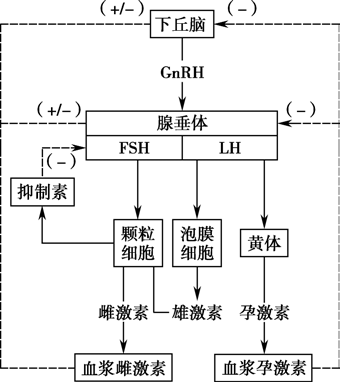 (+/−)
下丘脑
(−)
GnRH
(+/−)
腺垂体
(−)
FSH
LH
(−)
抑制素
颗粒
细胞
泡膜
细胞
黄体
雌激素
雄激素
孕激素
血浆雌激素
血浆孕激素